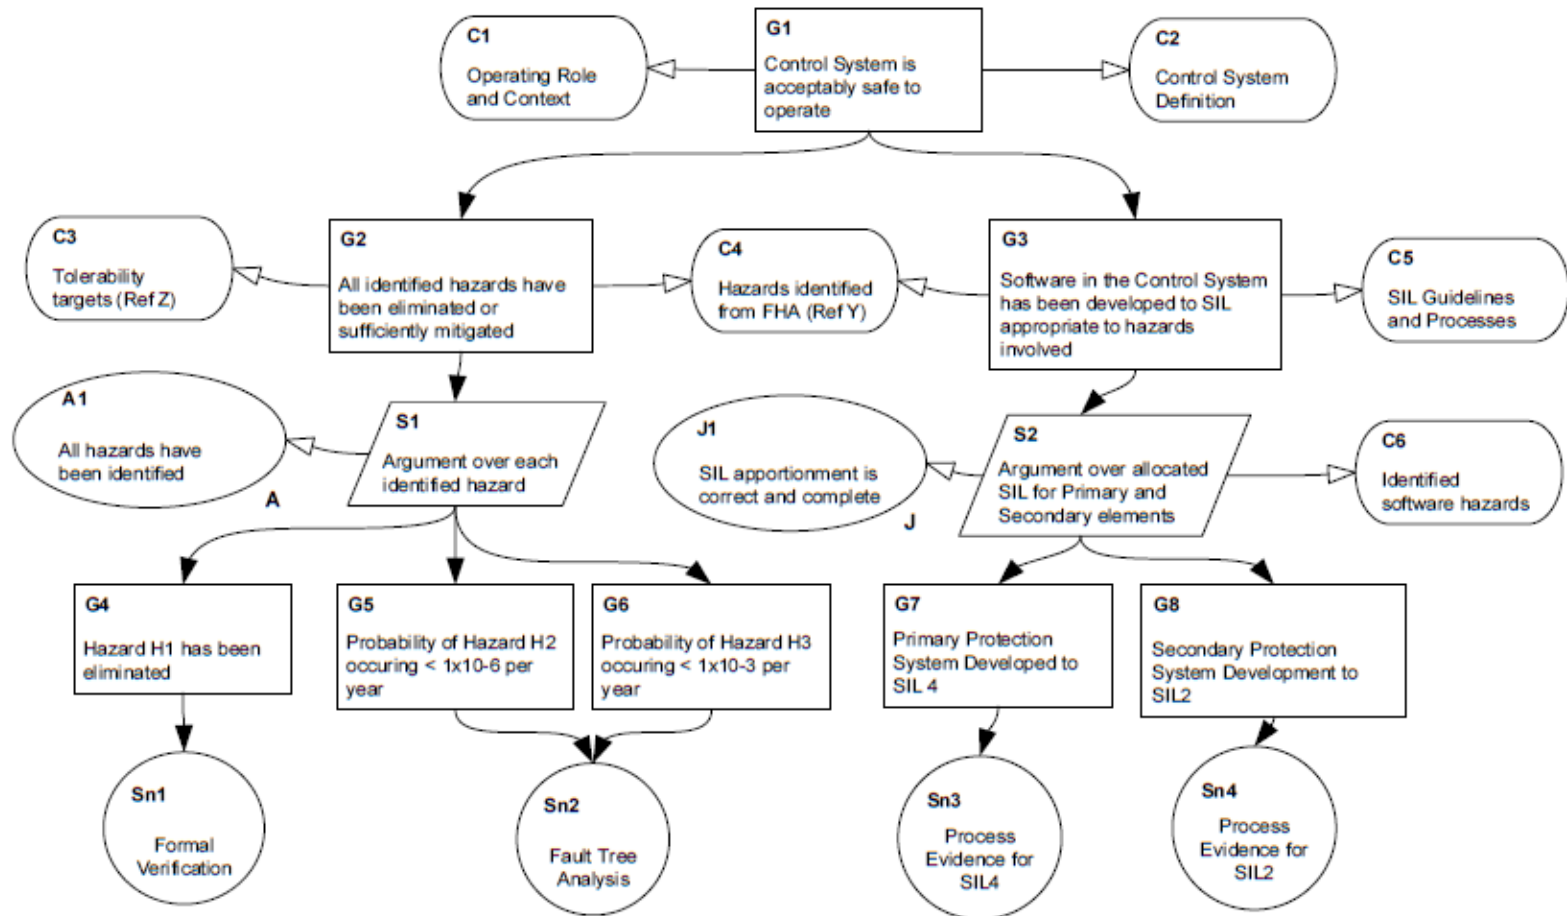 C1
Operating Role
and Context
G1
Control System is
acceptably safe to
operate
C2
Control System
Definition
C3
Tolerability
targets (Ref Z)
G2
All identified hazards have
been eliminated or
sufficiently mitigated
C4
Hazards identified
from FHA (Ref Y)
G3
Software in the Control System
has been developed to SIL
appropriate to hazards
involved
C5
SIL Guidelines
and Processes
A1
All hazards have
been identified
A
S1
Argument over each
identified hazard
J1
SIL apportionment is
correct and complete
J
S2
Argument over allocated
SIL for Primary and
Secondary elements
C6
Identified
software hazards
G4
Hazard H1 has been
eliminated
G5
Probability of Hazard H2
occuring < 1x10-6 per
year
G6
Probability of Hazard H3
occuring < 1x10-3 per
year
G7
Primary Protection
System Developed to
SIL 4
G8
Secondary Protection
System Development to
SIL2
Sn1
Formal
Verification
Sn2
Fault Tree
Analysis
Sn3
Process
Evidence for
SIL4
Sn4
Process
Evidence for
SIL2